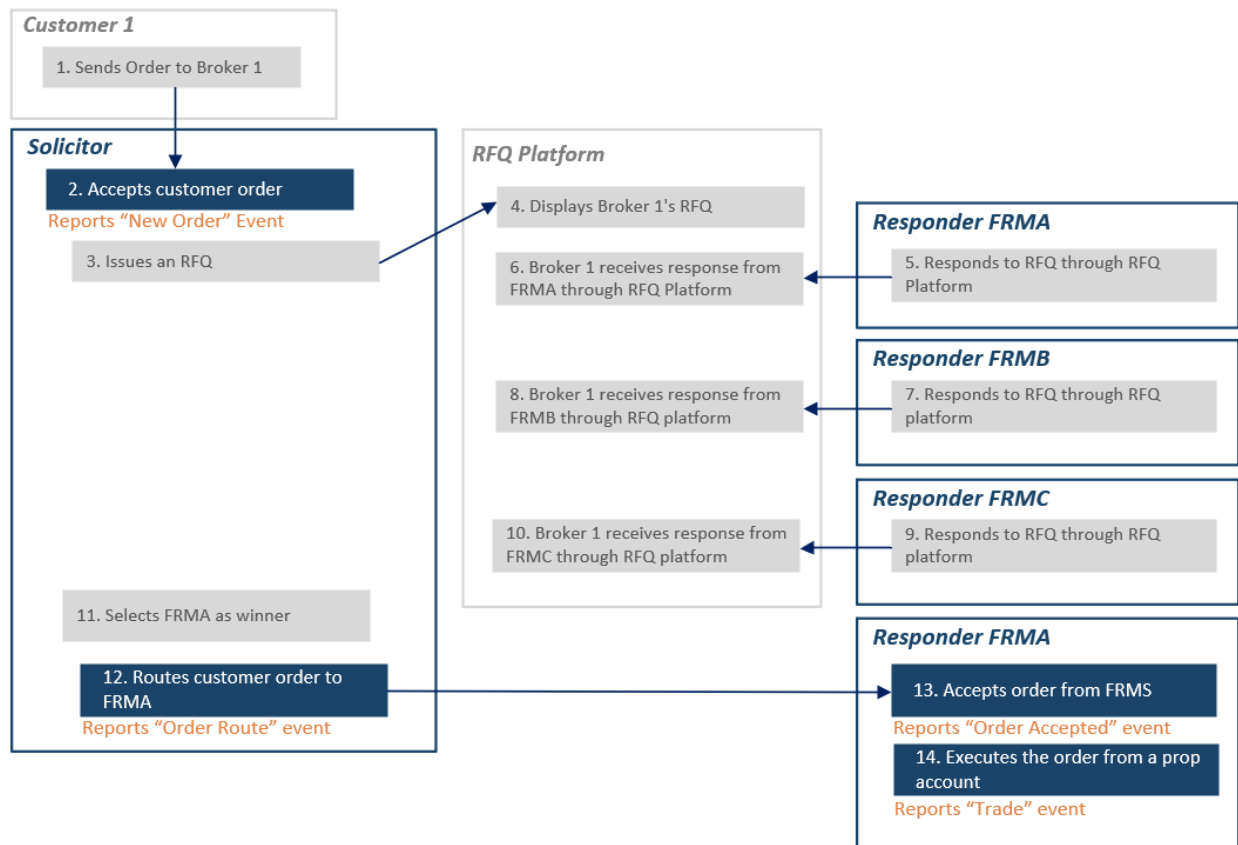 Customer 1
1. Sends Order to Broker 1
Solicitor
2. Accepts customer order
Reports “New Order” Event
3. Issues an RFQ
RFQ Platform
4. Displays Broker 1's RFQ
Responder FRMA
5. Responds to RFQ through RFQ
Platform
6. Broker 1 receives response from
FRMA through RFQ Platform
Responder FRMB
7. Responds to RFQ through RFQ
platform
8. Broker 1 receives response from
FRMB through RFQ platform
Responder FRMC
9. Responds to RFQ through RFQ
platform
10. Broker 1 receives response from
FRMC through RFQ platform
11. Selects FRMA as winner
12. Routes customer order to
FRMA
Reports “Order Route” event
Responder FRMA
13. Accepts order from FRMS
Reports “Order Accepted” event
14. Executes the order from a prop
account
Reports “Trade” event